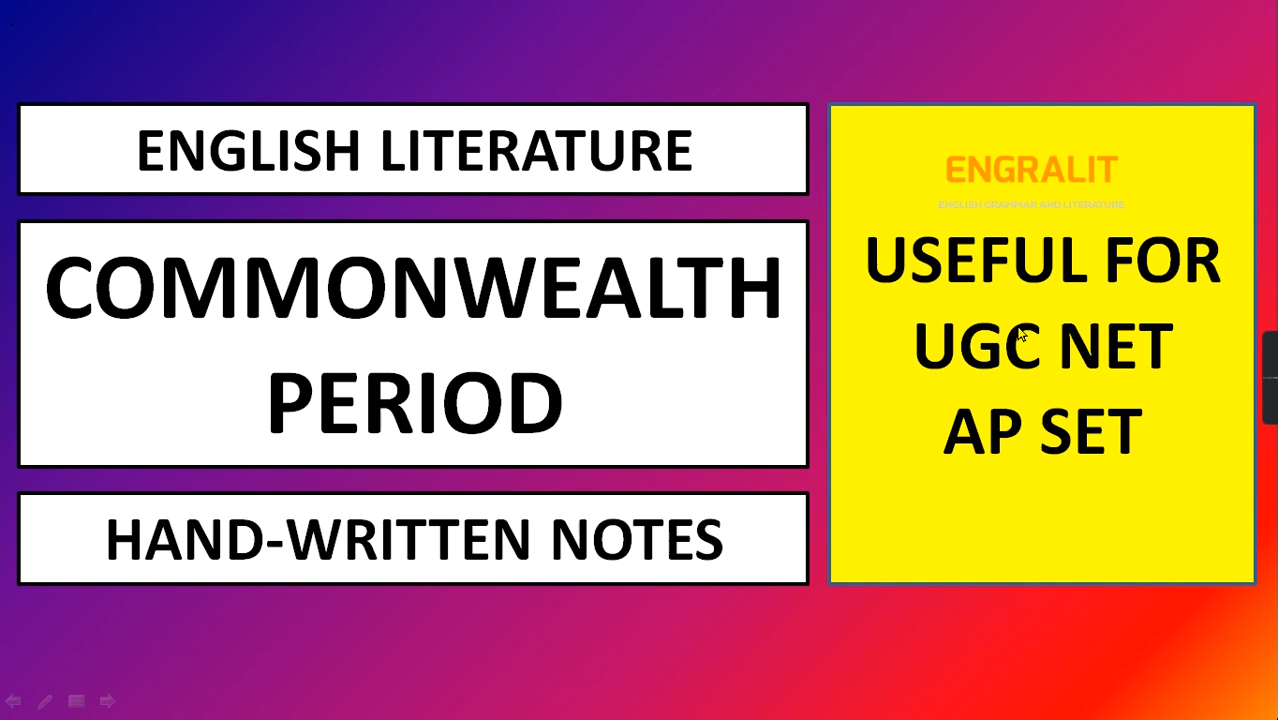 ENGLISH LITERATURE
COMMONWEALTH
PERIOD
HAND-WRITTEN NOTES
ENGRALIT
ENGLISH GRAMMAR AND LITERATURE
USEFUL FOR
UGC NET
AP SET